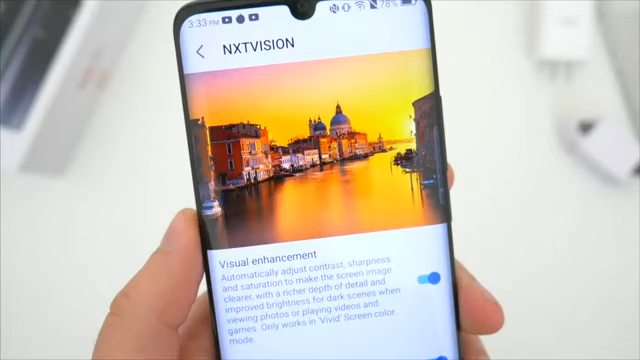 3:33 PM 78%
NXTVISION
Visual enhancement
Automatically adjust contrast, sharpness
and saturation to make the screen image
clearer, with a richer depth of detail and
improved brightness for dark scenes when
viewing photos or playing videos and
games. Only works in 'Vivid' Screen color
mode.